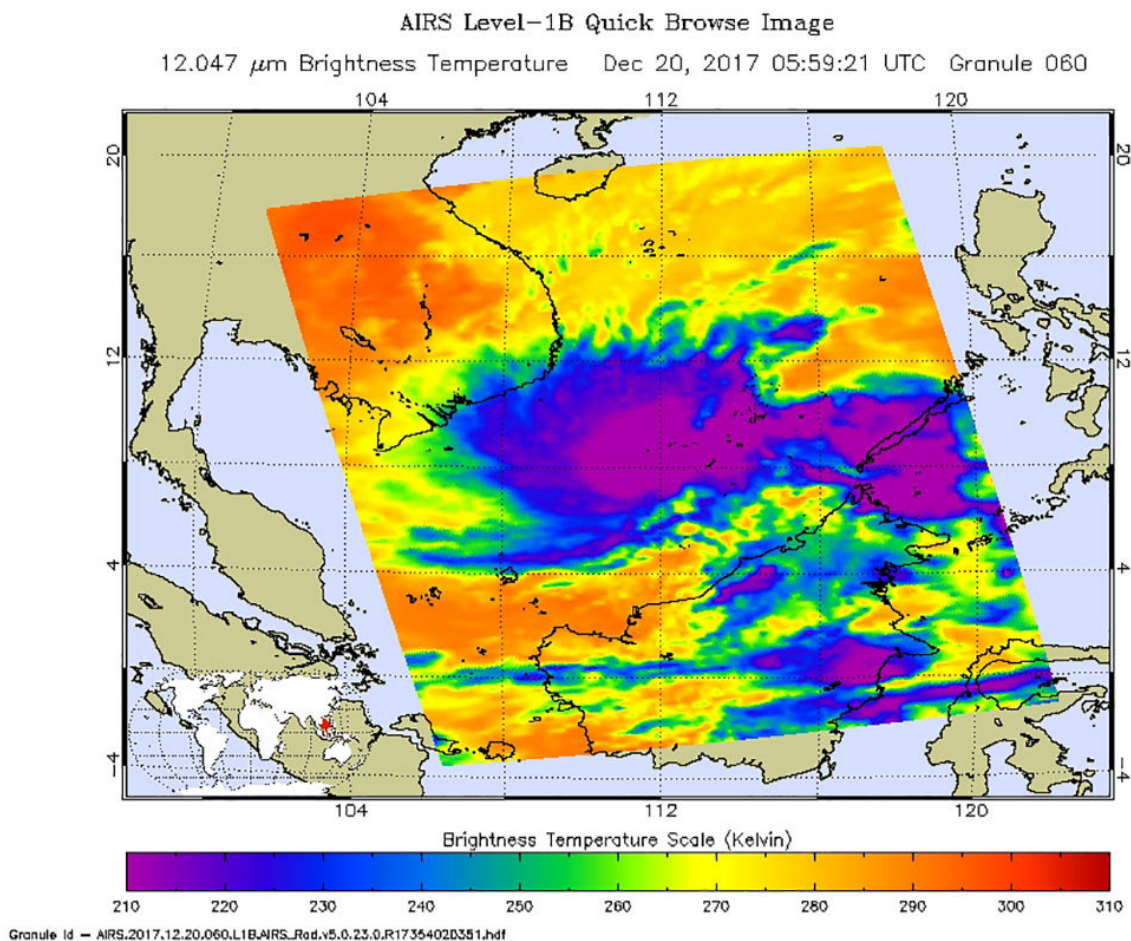 AIRS Level-1B Quick Browse Image
12.047 μm Brightness Temperature Dec 20, 2017 05:59:21 UTC Granule 060
104 112 120
20 20
12 12
4 4
-4 -4
104 112 120
Brightness Temperature Scale (Kelvin)
210 220 230 240 250 260 270 280 290 300 310
Granule Id — AIRS.2017.12.20.060.L1B.AIRS_Rad.v5.0.23.0.R17354020351.hdf